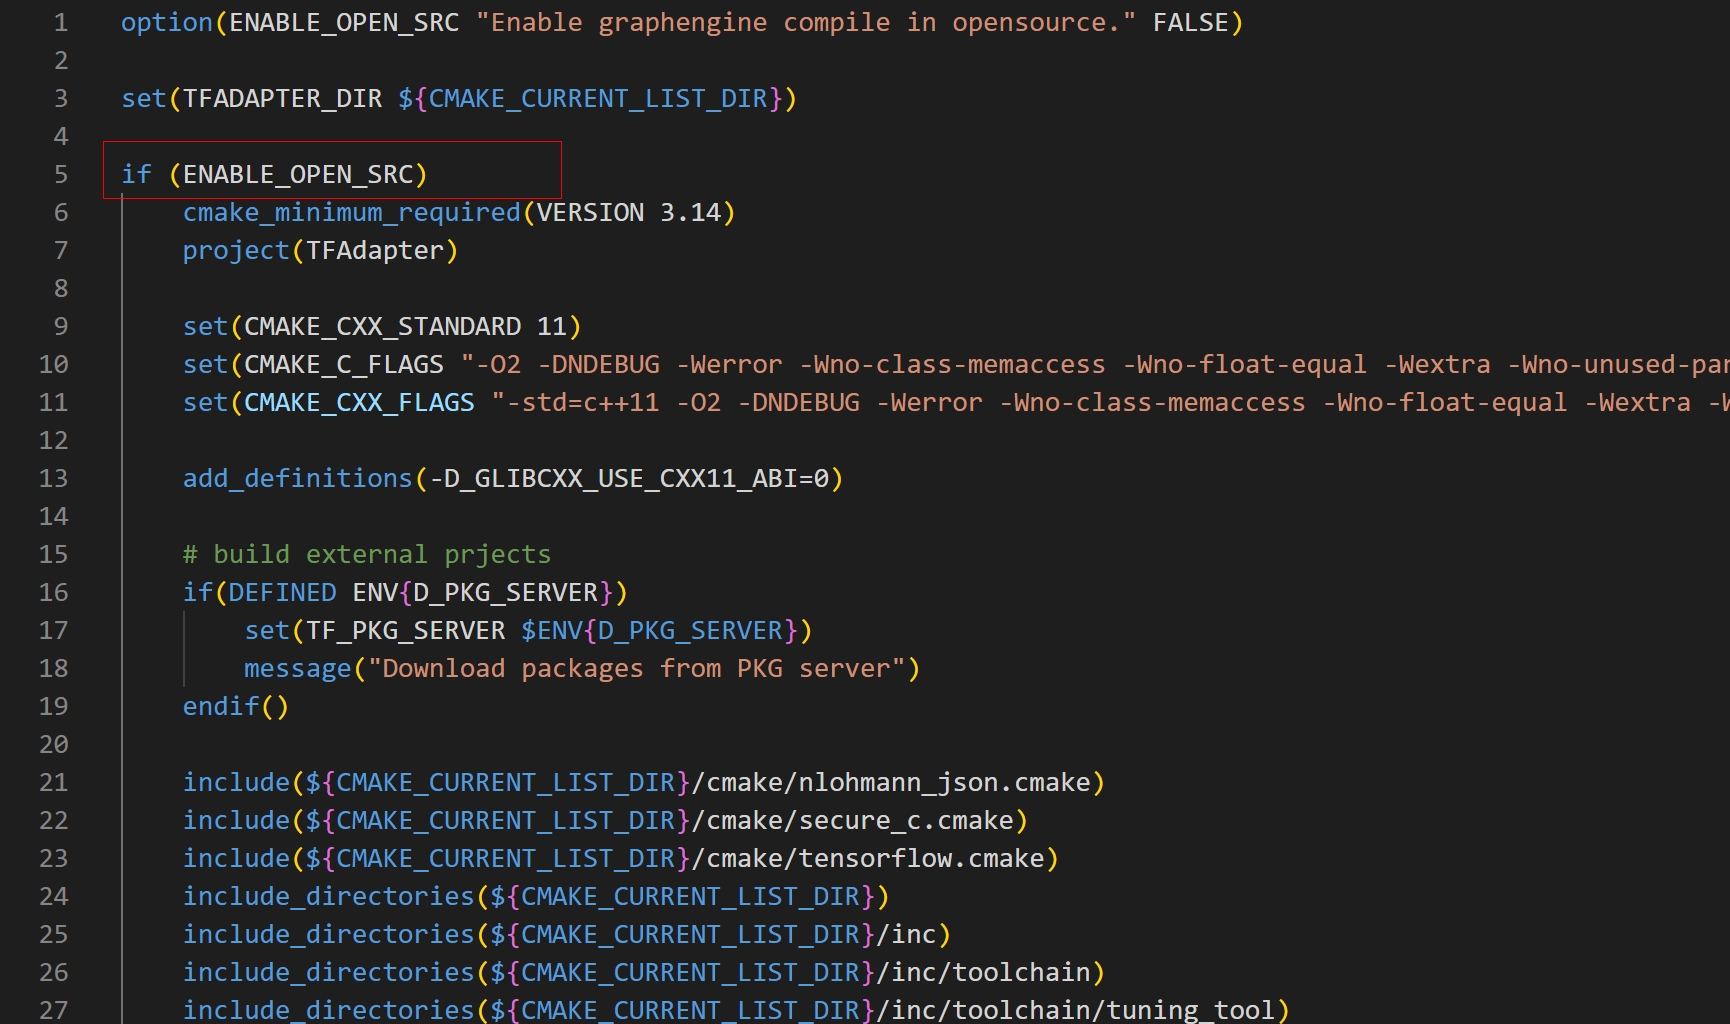 1 option(ENABLE_OPEN_SRC "Enable graphengine compile in opensource." FALSE)
2
3 set(TFADAPTER_DIR ${CMAKE_CURRENT_LIST_DIR})
4
5 if (ENABLE_OPEN_SRC)
6 cmake_minimum_required(VERSION 3.14)
7 project(TFAdapter)
8
9 set(CMAKE_CXX_STANDARD 11)
10 set(CMAKE_C_FLAGS "-O2 -DNDEBUG -Werror -Wno-class-memaccess -Wno-float-equal -Wextra -Wno-unused-par
11 set(CMAKE_CXX_FLAGS "-std=c++11 -O2 -DNDEBUG -Werror -Wno-class-memaccess -Wno-float-equal -Wextra -W
12
13 add_definitions(-D_GLIBCXX_USE_CXX11_ABI=0)
14
15 # build external prjects
16 if(DEFINED ENV{D_PKG_SERVER})
17 set(TF_PKG_SERVER $ENV{D_PKG_SERVER})
18 message("Download packages from PKG server")
19 endif()
20
21 include(${CMAKE_CURRENT_LIST_DIR}/cmake/nlohmann_json.cmake)
22 include(${CMAKE_CURRENT_LIST_DIR}/cmake/secure_c.cmake)
23 include(${CMAKE_CURRENT_LIST_DIR}/cmake/tensorflow.cmake)
24 include_directories(${CMAKE_CURRENT_LIST_DIR})
25 include_directories(${CMAKE_CURRENT_LIST_DIR}/inc)
26 include_directories(${CMAKE_CURRENT_LIST_DIR}/inc/toolchain)
27 include_directories(${CMAKE_CURRENT_LIST_DIR}/inc/toolchain/tuning_tool)